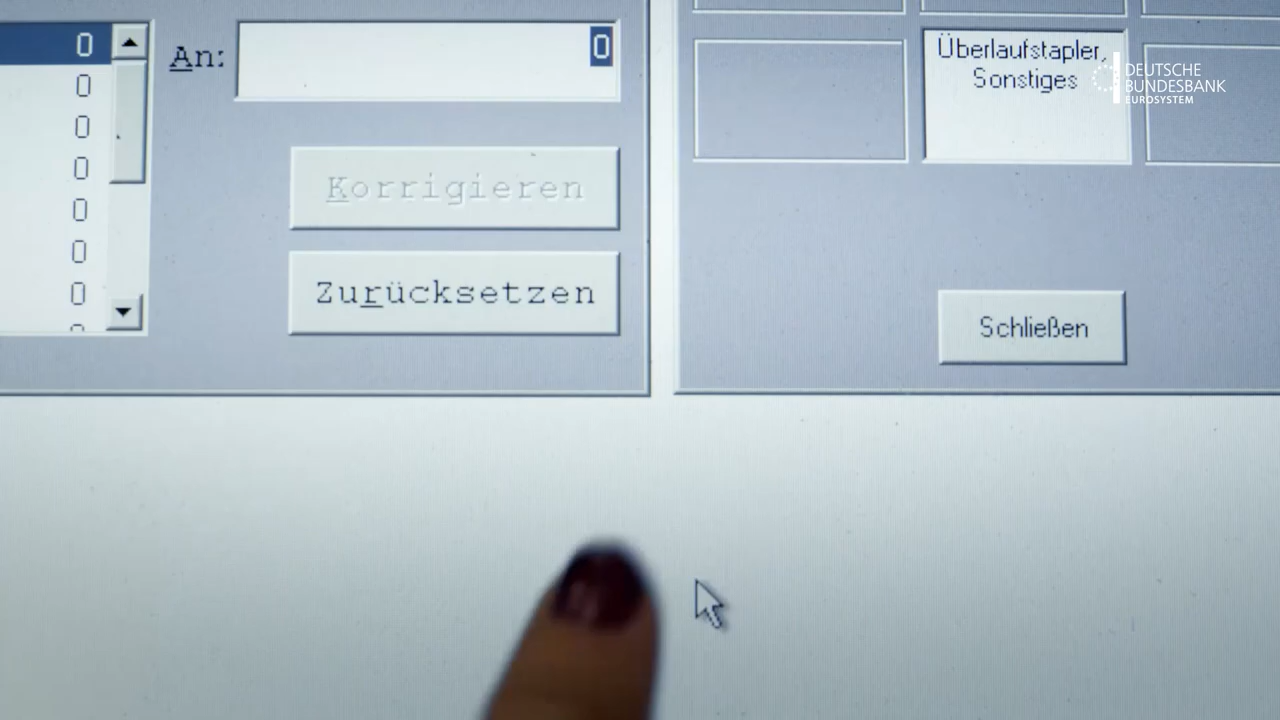 0
0
0
0
0
0
0
An:
0
Korrigieren
Zurücksetzen
Überlaufstapler,
Sonstiges
Schließen
DEUTSCHE
BUNDESBANK
EUROSYSTEM